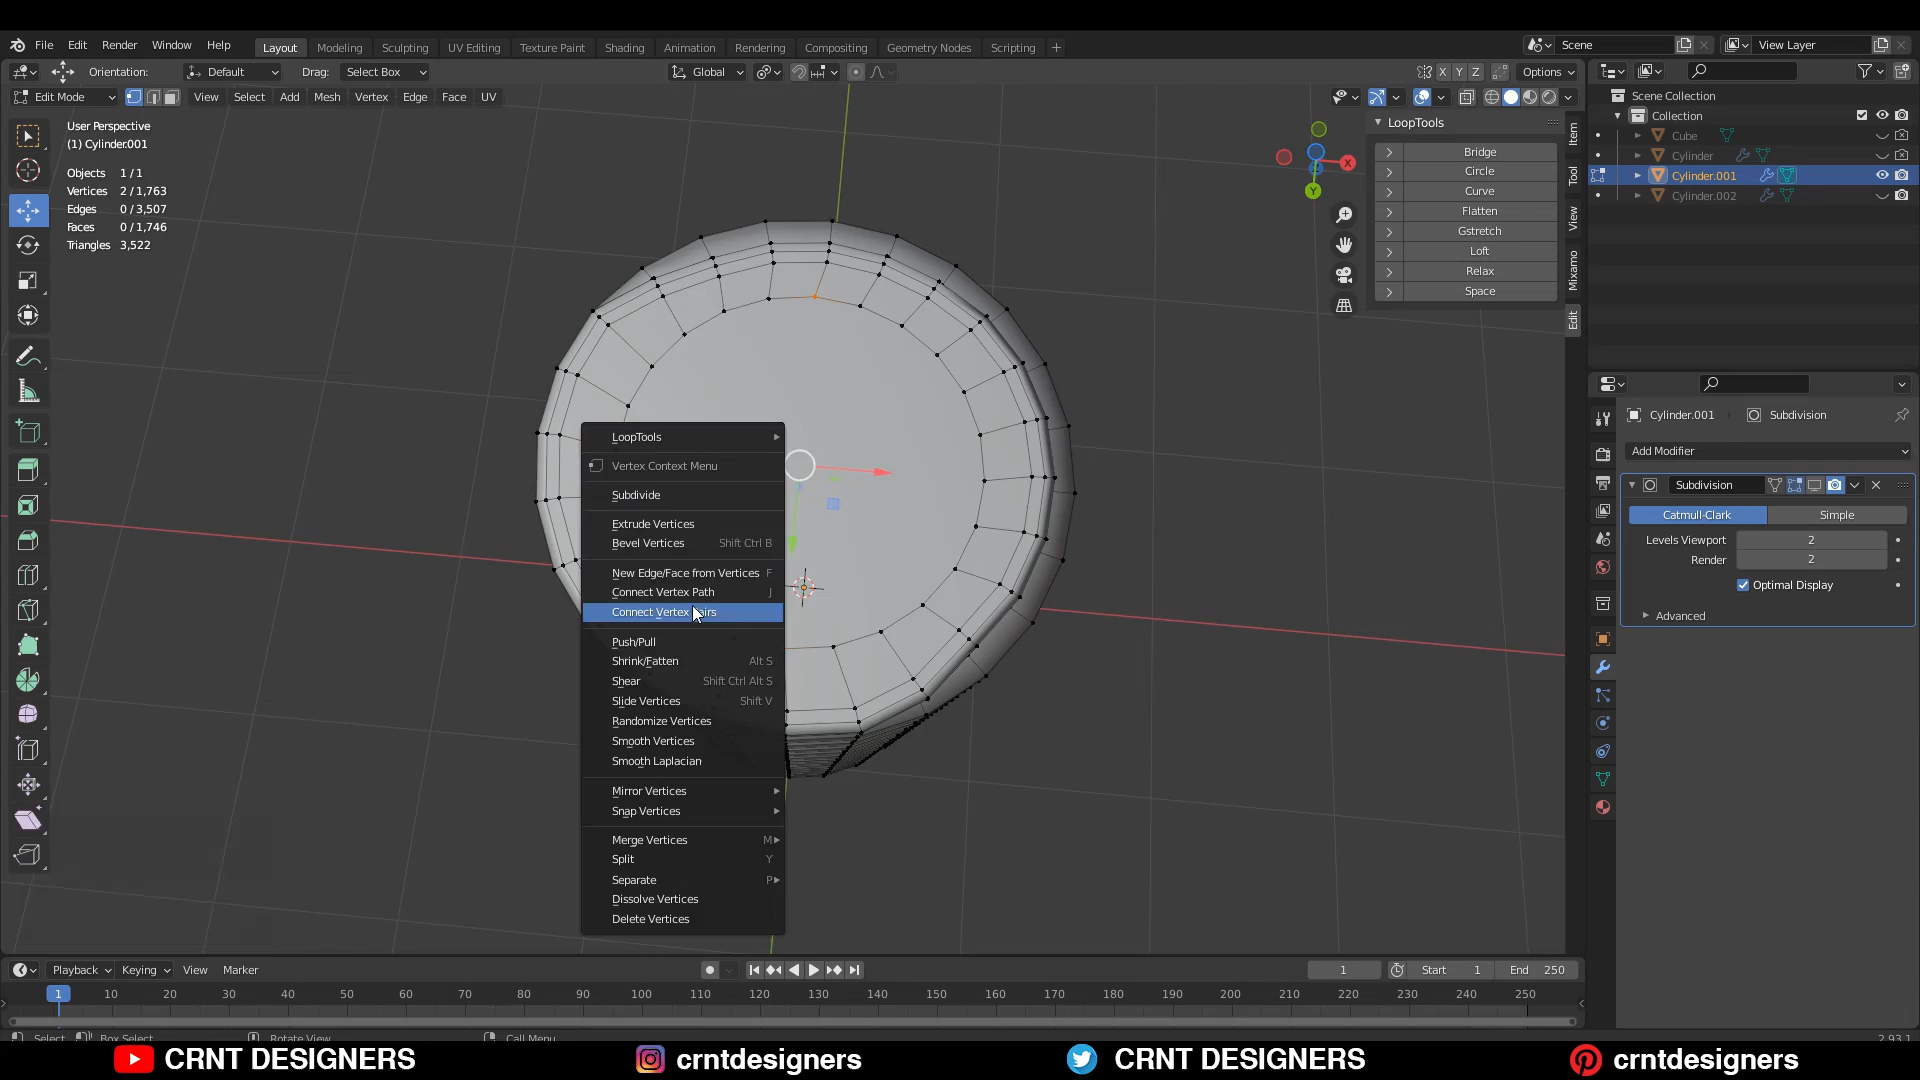 File Edit Render Window Help Layout Modeling Sculpting UV Editing Texture Paint Shading Animation Rendering Compositing Geometry Nodes Scripting + Scene View Layer
Orientation: Default Drag: Select Box Global X Y Z Options
Edit Mode View Select Add Mesh Vertex Edge Face UV
User Perspective
(1) Cylinder.001
Objects 1/1
Vertices 2/1,763
Edges 0/3,507
Faces 0/1,746
Triangles 3,522
X
Y
LoopTools
Bridge
Circle
Curve
Flatten
Gstretch
Loft
Relax
Space
Item
Tool
View
Mixamo
Edit
Scene Collection
Collection
Cube
Cylinder
Cylinder.001
Cylinder.002
Cylinder.001 Subdivision
Add Modifier
Subdivision
Catmull-Clark Simple
Levels Viewport 2
Render 2
Optimal Display
Advanced
LoopTools
Vertex Context Menu
Subdivide
Extrude Vertices
Bevel Vertices Shift Ctrl B
New Edge/Face from Vertices F
Connect Vertex Path J
Connect Vertex Pairs
Push/Pull
Shrink/Fatten Alt S
Shear Shift Ctrl Alt S
Slide Vertices Shift V
Randomize Vertices
Smooth Vertices
Smooth Laplacian
Mirror Vertices
Snap Vertices
Merge Vertices M
Split Y
Separate P
Dissolve Vertices
Delete Vertices
Playback Keying View Marker 1 Start 1 End 250
1 10 20 30 40 50 60 70 80 90 100 110 120 130 140 150 160 170 180 190 200 210 220 230 240 250
Select Box Select Rotate View Call Menu 2.93.1
CRNT DESIGNERS crntdesigners CRNT DESIGNERS crntdesigners